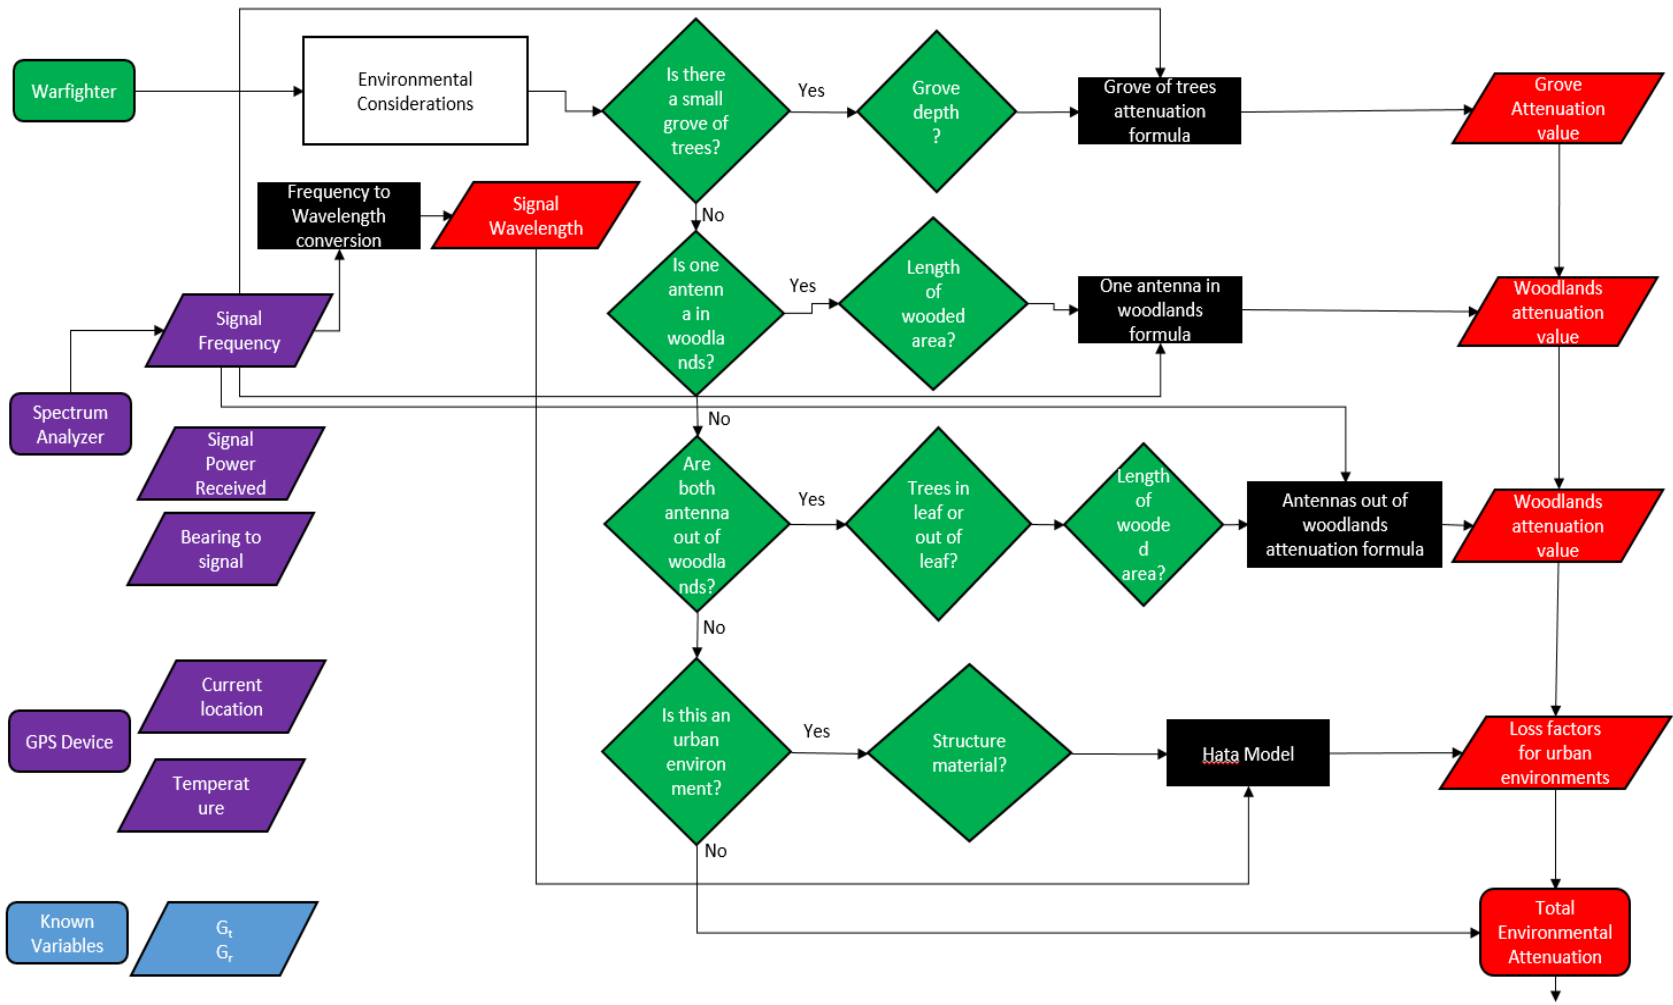 Warfighter
Environmental
Considerations
Is there
a small
grove of
trees?
Yes
Grove
depth
?
Grove of trees
attenuation
formula
Grove
Attenuation
value
Frequency to
Wavelength
conversion
Signal
Wavelength
No
Is one
antenn
a in
woodla
nds?
Yes
Length
of
wooded
area?
One antenna in
woodlands
formula
Woodlands
attenuation
value
Signal
Frequency
Spectrum
Analyzer
Signal
Power
Received
Bearing to
signal
No
Are
both
antenna
out of
woodla
nds?
Yes
Trees in
leaf or
out of
leaf?
Length
of
woode
d
area?
Antennas out of
woodlands
attenuation formula
Woodlands
attenuation
value
No
GPS Device
Current
location
Temperat
ure
Is this an
urban
environ
ment?
Yes
Structure
material?
Hata Model
Loss factors
for urban
environments
No
Known
Variables
Gt
Gr
Total
Environmental
Attenuation